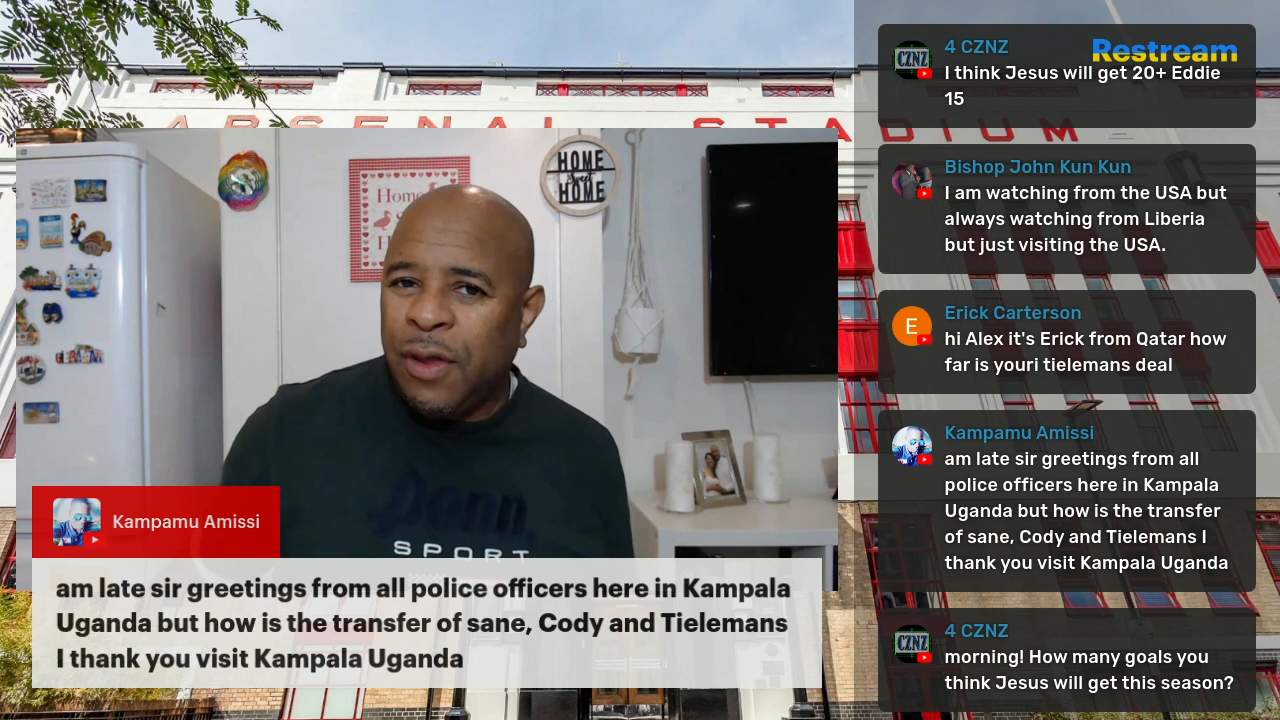 ARSENAL STADIUM
HOME
Sweet
HOME
Home
SPORT
Kampamu Amissi
am late sir greetings from all police officers here in Kampala
Uganda but how is the transfer of sane, Cody and Tielemans
I thank you visit Kampala Uganda
Restream
4 CZNZ
I think Jesus will get 20+ Eddie
15
Bishop John Kun Kun
I am watching from the USA but
always watching from Liberia
but just visiting the USA.
E
Erick Carterson
hi Alex it's Erick from Qatar how
far is youri tielemans deal
Kampamu Amissi
am late sir greetings from all
police officers here in Kampala
Uganda but how is the transfer
of sane, Cody and Tielemans I
thank you visit Kampala Uganda
CZNZ
4 CZNZ
morning! How many goals you
think Jesus will get this season?